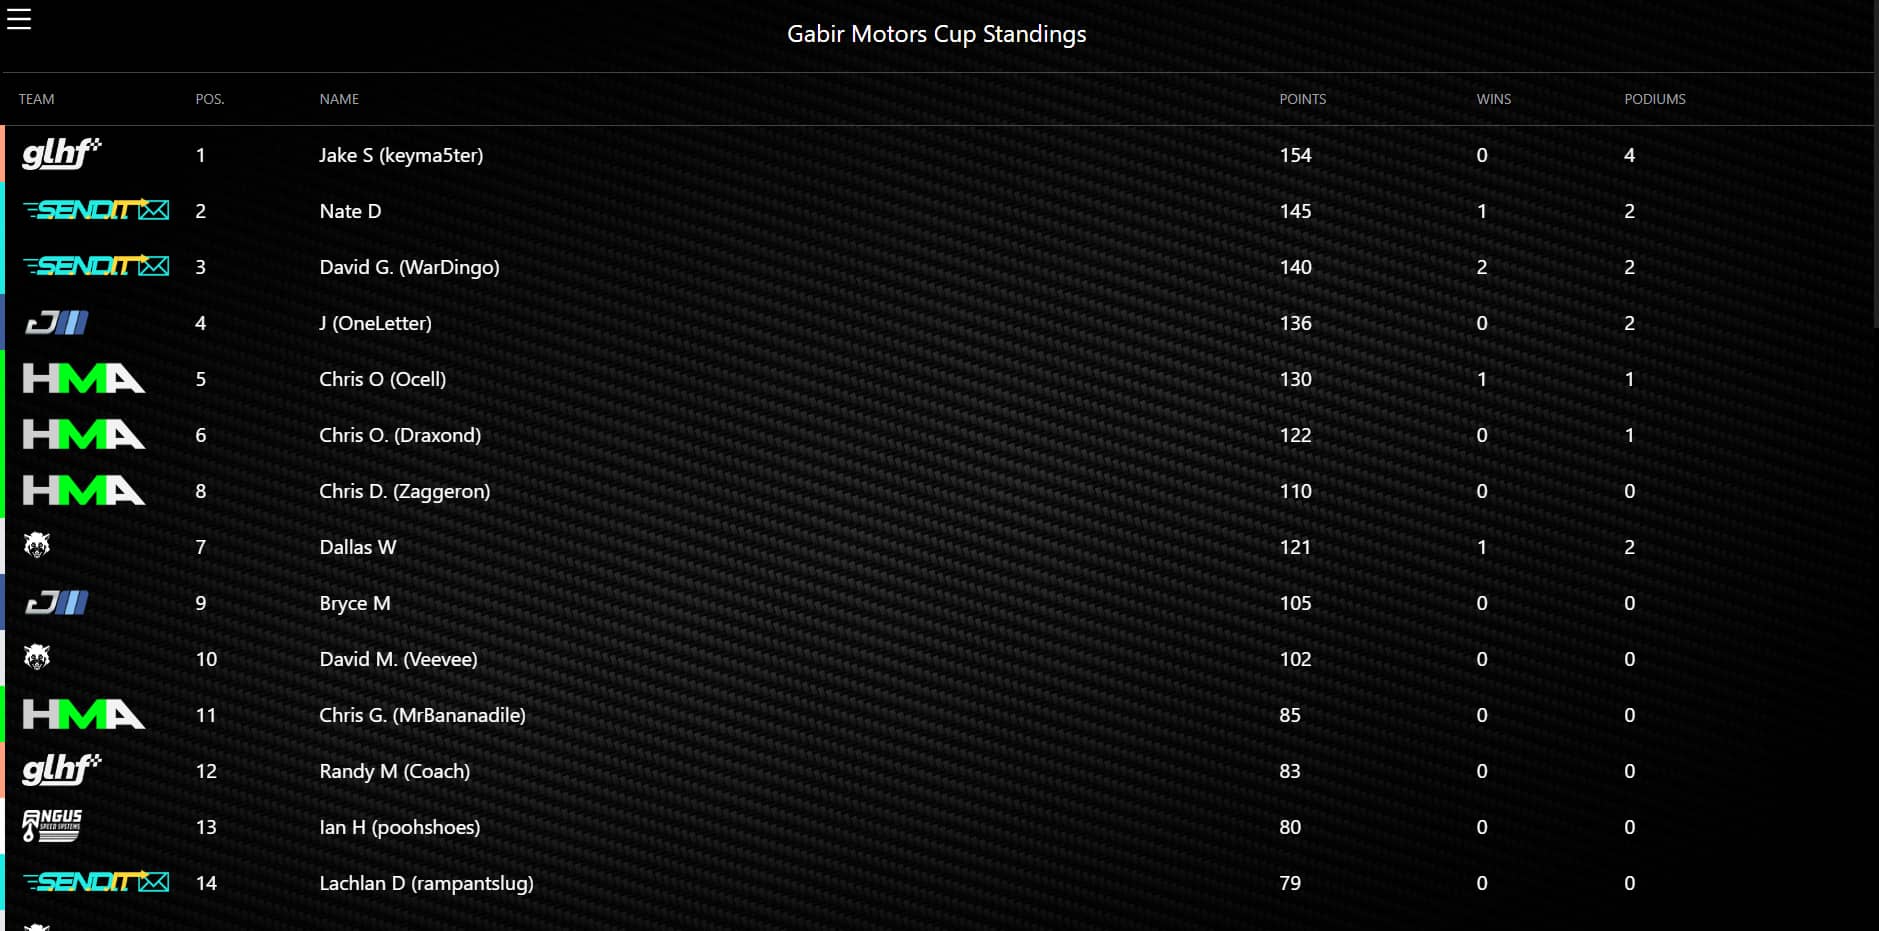 Gabir Motors Cup Standings
TEAM POS. NAME POINTS WINS PODIUMS
glhf 1 Jake S (keyma5ter) 154 0 4
SENDIT 2 Nate D 145 1 2
SENDIT 3 David G. (WarDingo) 140 2 2
J 4 J (OneLetter) 136 0 2
HMA 5 Chris O (Ocell) 130 1 1
HMA 6 Chris O. (Draxond) 122 0 1
HMA 8 Chris D. (Zaggeron) 110 0 0
7 Dallas W 121 1 2
J 9 Bryce M 105 0 0
10 David M. (Veevee) 102 0 0
HMA 11 Chris G. (MrBananadile) 85 0 0
glhf 12 Randy M (Coach) 83 0 0
ANGUS SPEED SYSTEMS 13 Ian H (poohshoes) 80 0 0
SENDIT 14 Lachlan D (rampantslug) 79 0 0